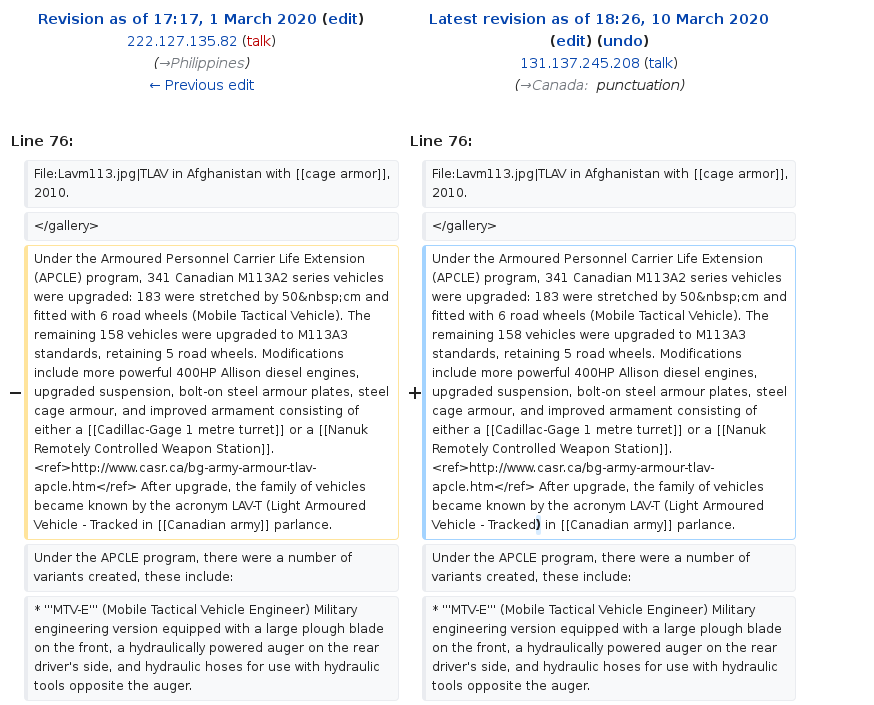 Revision as of 17:17, 1 March 2020 (edit)
222.127.135.82 (talk)
(→Philippines)
← Previous edit
Latest revision as of 18:26, 10 March 2020
(edit) (undo)
131.137.245.208 (talk)
(→Canada: punctuation)
Line 76:
Line 76:
File:Lavm113.jpg|TLAV in Afghanistan with [[cage armor]],
2010.
File:Lavm113.jpg|TLAV in Afghanistan with [[cage armor]],
2010.
</gallery>
</gallery>
−
Under the Armoured Personnel Carrier Life Extension
(APCLE) program, 341 Canadian M113A2 series vehicles
were upgraded: 183 were stretched by 50&nbsp;cm and
fitted with 6 road wheels (Mobile Tactical Vehicle). The
remaining 158 vehicles were upgraded to M113A3
standards, retaining 5 road wheels. Modifications
include more powerful 400HP Allison diesel engines,
upgraded suspension, bolt-on steel armour plates, steel
cage armour, and improved armament consisting of
either a [[Cadillac-Gage 1 metre turret]] or a [[Nanuk
Remotely Controlled Weapon Station]].
<ref>http://www.casr.ca/bg-army-armour-tlav-
apcle.htm</ref> After upgrade, the family of vehicles
became known by the acronym LAV-T (Light Armoured
Vehicle - Tracked in [[Canadian army]] parlance.
+
Under the Armoured Personnel Carrier Life Extension
(APCLE) program, 341 Canadian M113A2 series vehicles
were upgraded: 183 were stretched by 50&nbsp;cm and
fitted with 6 road wheels (Mobile Tactical Vehicle). The
remaining 158 vehicles were upgraded to M113A3
standards, retaining 5 road wheels. Modifications
include more powerful 400HP Allison diesel engines,
upgraded suspension, bolt-on steel armour plates, steel
cage armour, and improved armament consisting of
either a [[Cadillac-Gage 1 metre turret]] or a [[Nanuk
Remotely Controlled Weapon Station]].
<ref>http://www.casr.ca/bg-army-armour-tlav-
apcle.htm</ref> After upgrade, the family of vehicles
became known by the acronym LAV-T (Light Armoured
Vehicle - Tracked) in [[Canadian army]] parlance.
Under the APCLE program, there were a number of
variants created, these include:
Under the APCLE program, there were a number of
variants created, these include:
* '''MTV-E''' (Mobile Tactical Vehicle Engineer) Military
engineering version equipped with a large plough blade
on the front, a hydraulically powered auger on the rear
driver's side, and hydraulic hoses for use with hydraulic
tools opposite the auger.
* '''MTV-E''' (Mobile Tactical Vehicle Engineer) Military
engineering version equipped with a large plough blade
on the front, a hydraulically powered auger on the rear
driver's side, and hydraulic hoses for use with hydraulic
tools opposite the auger.